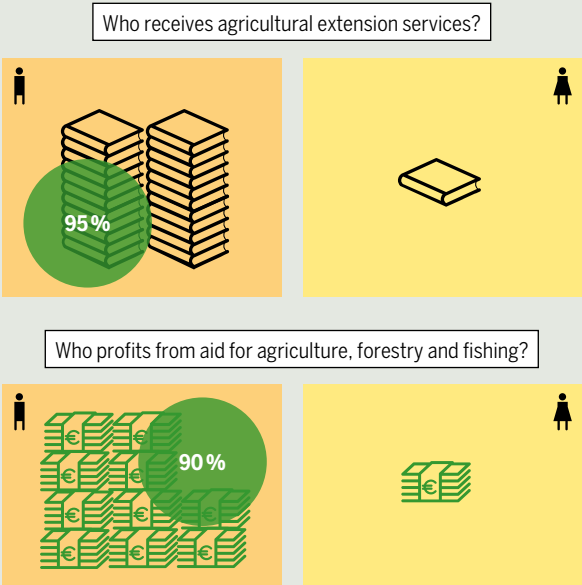 Who receives agricultural extension services?
95 %
Who profits from aid for agriculture, forestry and fishing?
90 %
€ €
€ €
€ € €
€ € €
€